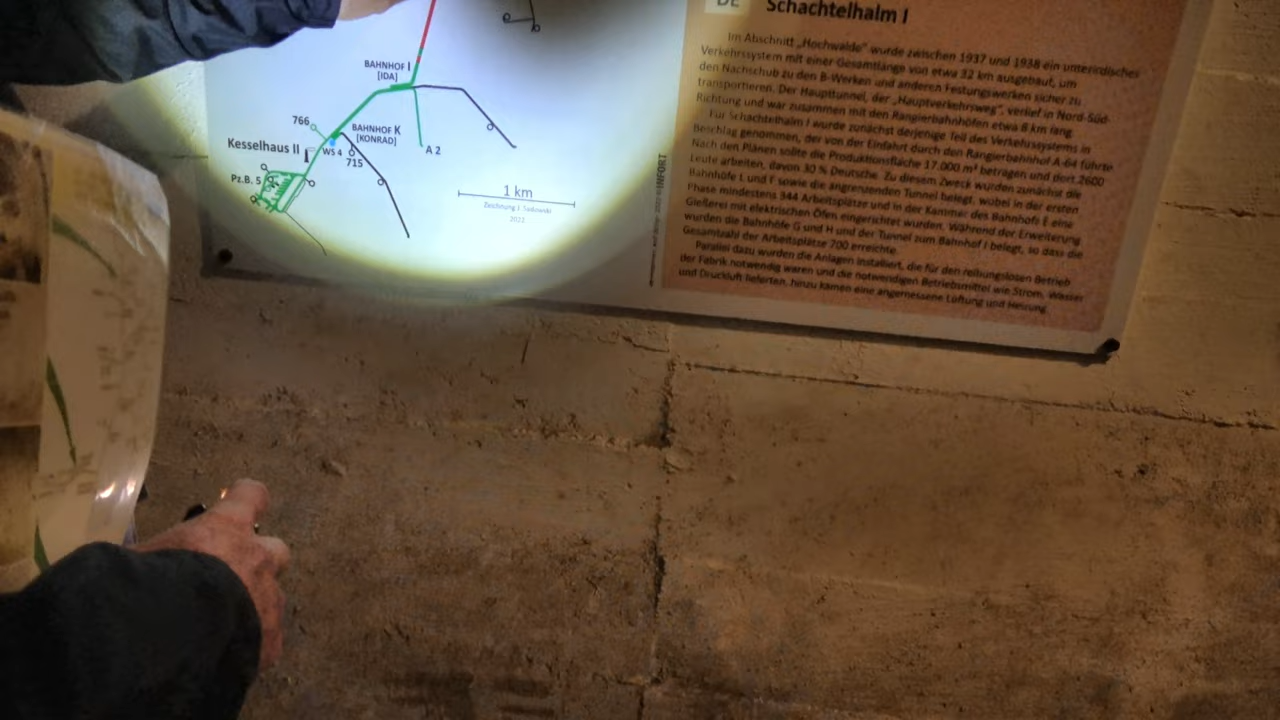 BAHNHOF I
[IDA]
766
BAHNHOF K
[KONRAD]
Kesselhaus II
WS 4
715
A 2
Pz.B. 5
1 km
Zeichnung
2022
INFORT
DE
Schachtelhalm I
Im Abschnitt „Hochwalde" wurde zwischen 1937 und 1938 ein unterirdisches
Verkehrssystem mit einer Gesamtlänge von etwa 32 km ausgebaut, um
den Nachschub zu den B-Werken und anderen Festungswerken sicher zu
transportieren. Der Haupttunnel, der „Hauptverkehrsweg", verlief in Nord-Süd-
Richtung und war zusammen mit den Rangierbahnhöfen etwa 8 km lang.
Für Schachtelhalm I wurde zunächst derjenige Teil des Verkehrssystems in
Beschlag genommen, der von der Einfahrt durch den Rangierbahnhof A 64 führte
Nach den Plänen sollte die Produktionsfläche 17.000 m² betragen und dort 2600
Leute arbeiten, davon 30 % Deutsche. Zu diesem Zweck wurden zunächst die
Bahnhöfe L und F sowie die angrenzenden Tunnel belegt, wobei in der ersten
Phase mindestens 344 Arbeitsplätze und in der Kammer des Bahnhofs E eine
Gießerei mit elektrischen Öfen eingerichtet wurden. Während der Erweiterung
wurden die Bahnhöfe G und H und der Tunnel zum Bahnhof I belegt, so dass die
Gesamtzahl der Arbeitsplätze 700 erreichte.
Parallel dazu wurden die Anlagen installiert, die für den reibungslosen Betrieb
der Fabrik notwendig waren und die notwendigen Betriebsmittel wie Strom, Wasser
und Druckluft lieferten, hinzu kamen eine angemessene Lüftung und Heizung.